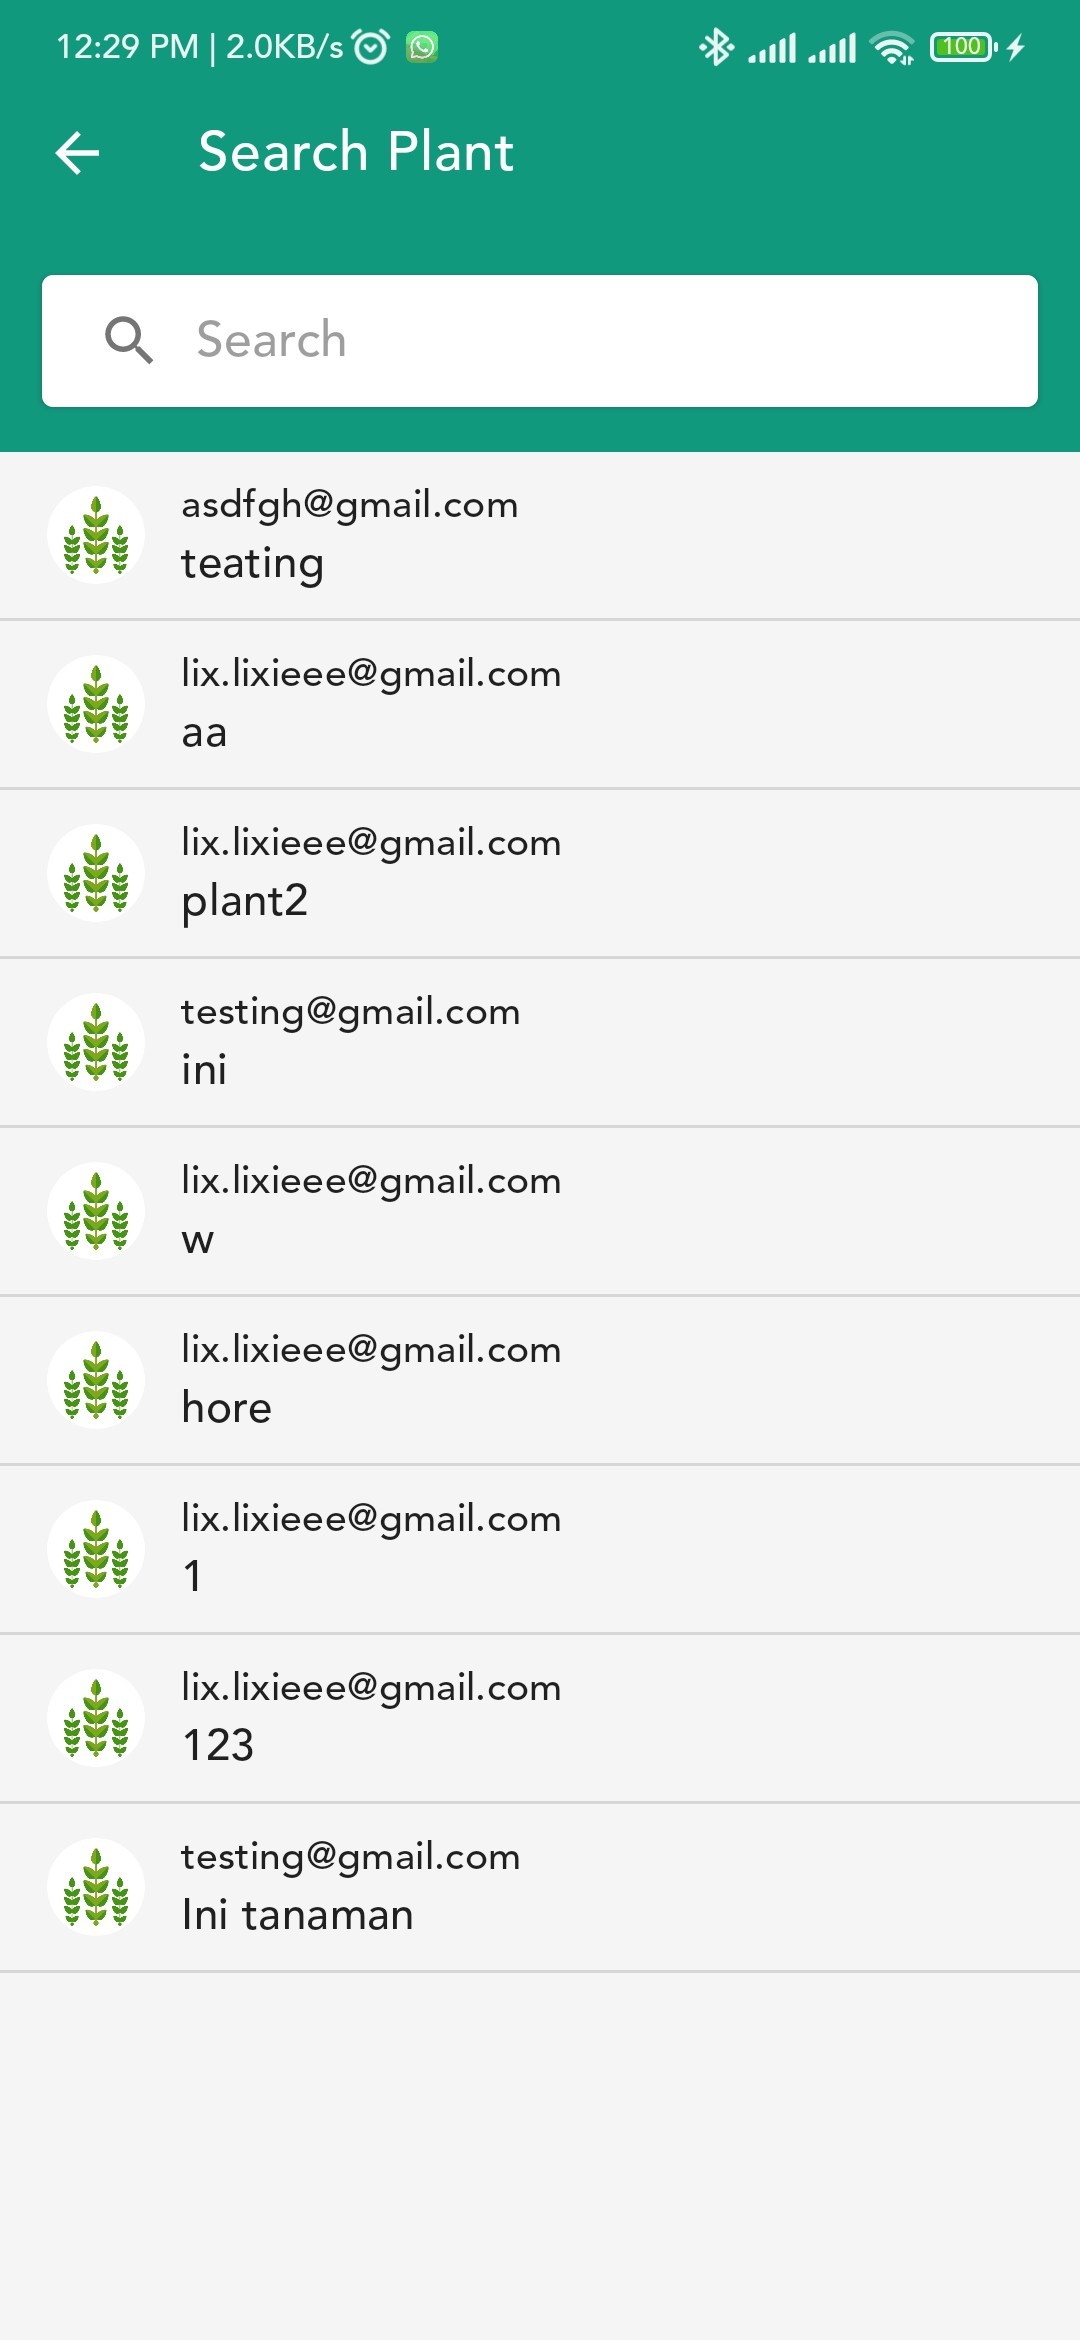 12:29 PM | 2.0KB/s 100
Search Plant
Search
asdfgh@gmail.com
teating
lix.lixieee@gmail.com
aa
lix.lixieee@gmail.com
plant2
testing@gmail.com
ini
lix.lixieee@gmail.com
w
lix.lixieee@gmail.com
hore
lix.lixieee@gmail.com
1
lix.lixieee@gmail.com
123
testing@gmail.com
Ini tanaman